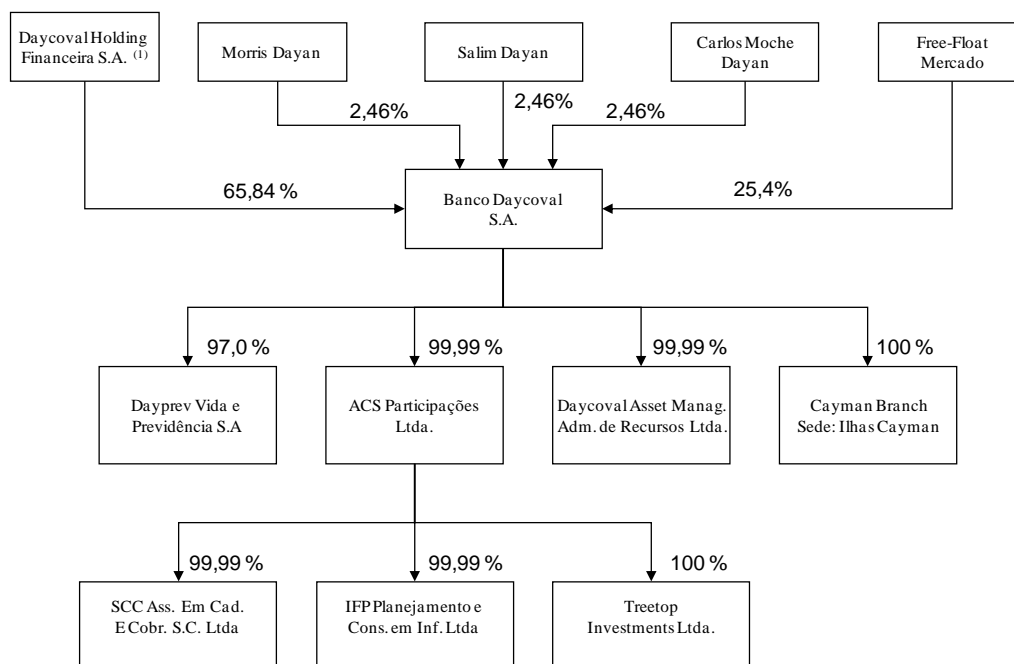 Daycoval Holding
Financeira S.A. (1)
Morris Dayan
Salim Dayan
Carlos Moche
Dayan
Free-Float
Mercado
2,46%
2,46%
2,46%
65,84 %
25,4%
Banco Daycoval
S.A.
97,0 %
99,99 %
99,99 %
100 %
Dayprev Vida e
Previdência S.A
ACS Participações
Ltda.
Daycoval Asset Manag.
Adm. de Recursos Ltda.
Cayman Branch
Sede: Ilhas Cayman
99,99 %
99,99 %
100 %
SCC Ass. Em Cad.
E Cobr. S.C. Ltda
IFP Planejamento e
Cons. em Inf. Ltda
Treetop
Investments Ltda.